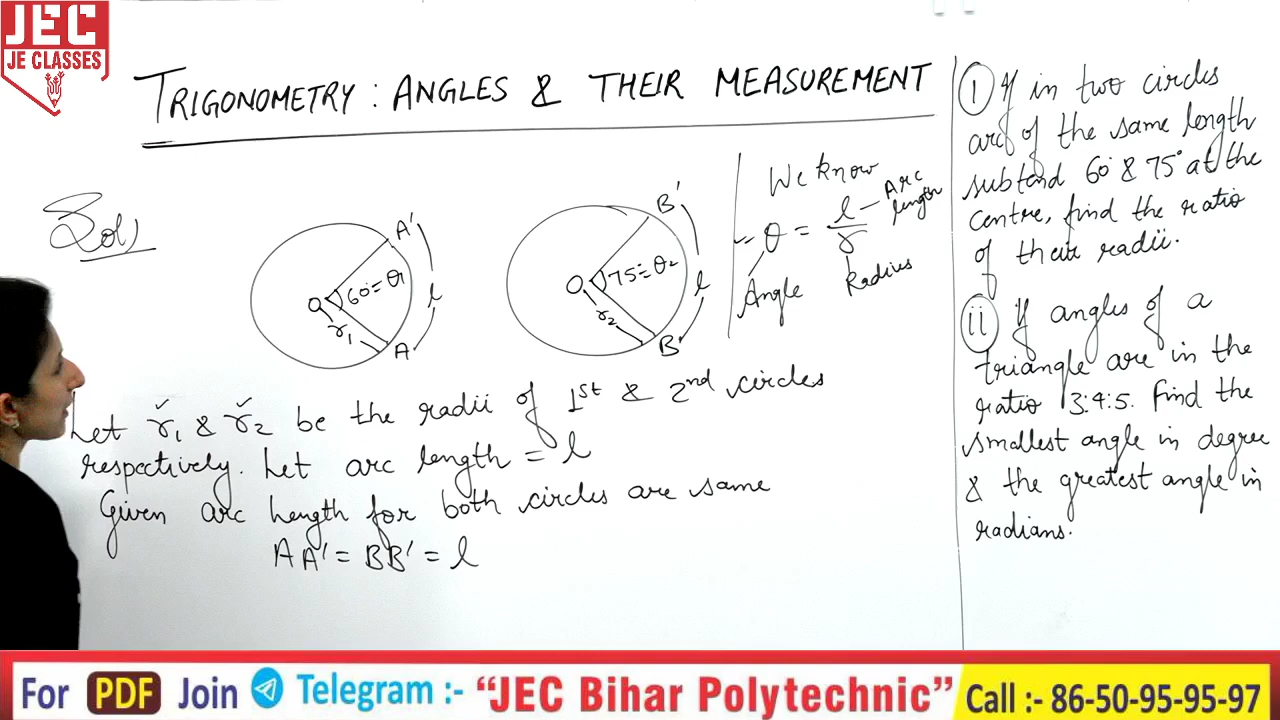 JEC
JE CLASSES
TRIGONOMETRY : ANGLES & THEIR MEASUREMENT
Sol)
A'
O 60°=θ1
r1
A
l
B'
O 75°=θ2
r2
B
l
We know
θ = l/r
Arc length
Angle
Radius
Let r1 & r2 be the radii of 1st & 2nd circles
respectively. Let arc length = l
Given arc length for both circles are same
AA' = BB' = l
i If in two circles
arc of the same length
subtend 60° & 75° at the
centre, find the ratio
of their radii.
ii If angles of a
triangle are in the
ratio 3:4:5. Find the
smallest angle in degree
& the greatest angle in
radians.
For PDF Join Telegram :- “JEC Bihar Polytechnic” Call :- 86-50-95-95-97